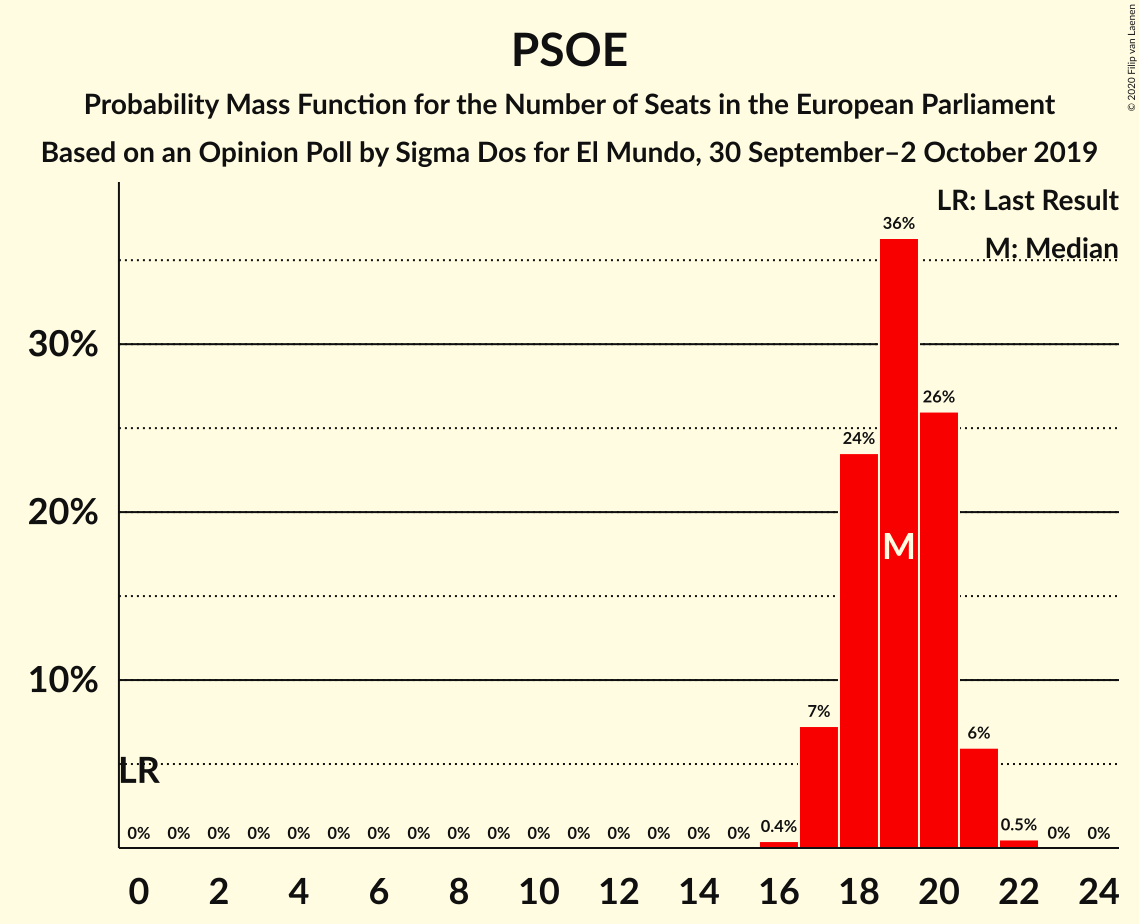 PSOE
Probability Mass Function for the Number of Seats in the European Parliament
Based on an Opinion Poll by Sigma Dos for El Mundo, 30 September–2 October 2019
© 2020 Filip van Laenen
LR: Last Result
M: Median
36%
30%
26%
24%
20%
M
10%
7%
6%
LR
0% 0% 0% 0% 0% 0% 0% 0% 0% 0% 0% 0% 0% 0% 0% 0% 0.4% 0.5% 0% 0%
0 2 4 6 8 10 12 14 16 18 20 22 24